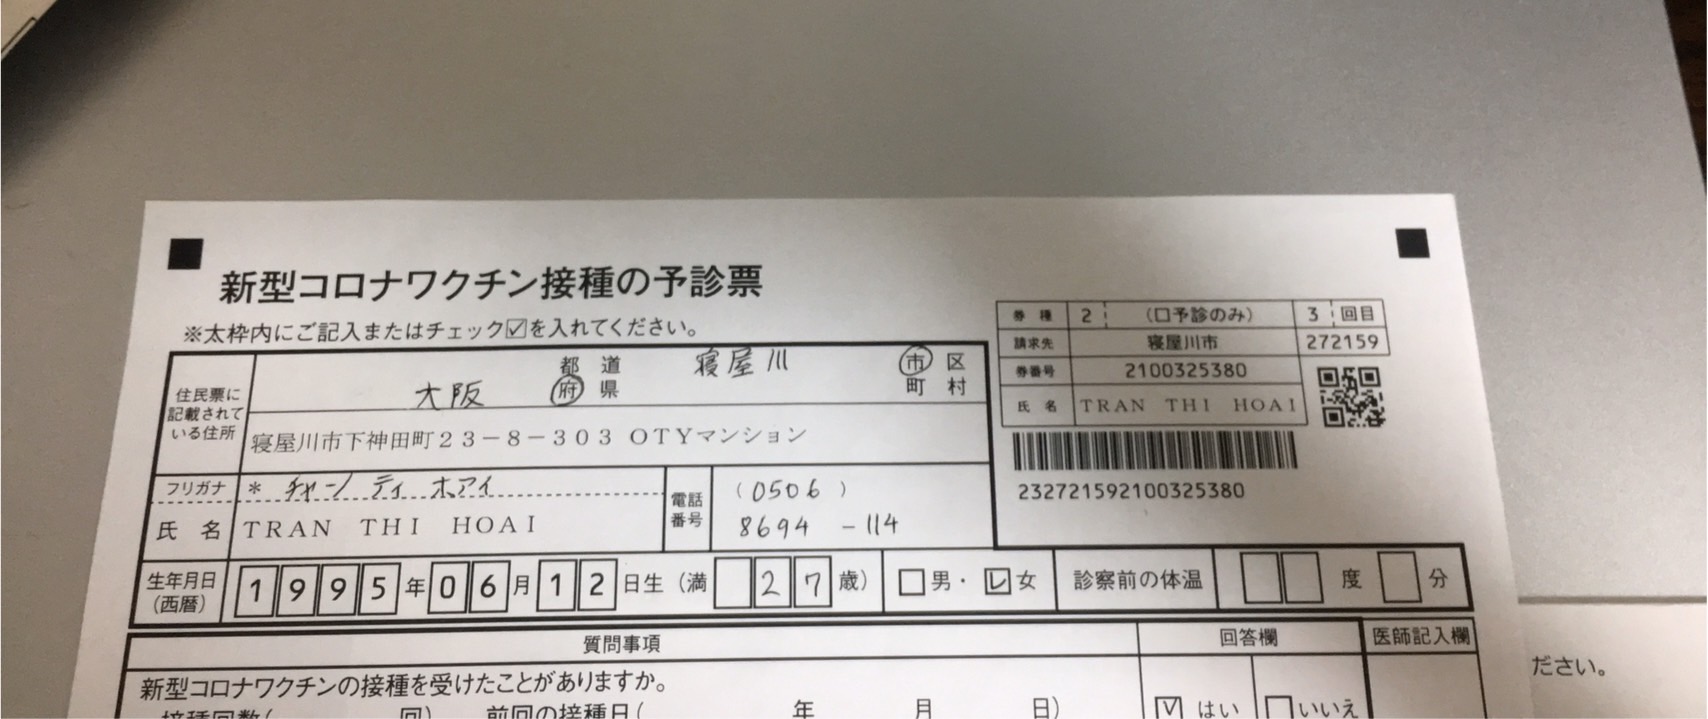 新型コロナワクチン接種の予診票
※太枠内にご記入またはチェック☑を入れてください。
券種 2 (口予診のみ) 3 回目
請求先 寝屋川市 272159
券番号 2100325380
氏名 TRAN THI HOAI
232721592100325380
住民票に
記載されて
いる住所
都 道 寝屋川 市 区
大阪 府 県 町 村
寝屋川市下神田町23-8-303 OTYマンション
フリガナ * チャン ティ ホアイ
氏 名 TRAN THI HOAI
電話
番号
(0506)
8694 -114
生年月日
(西暦)
1995年06月12日生(満 27歳) □男・☑女 診察前の体温 度 分
質問事項 回答欄 医師記入欄
新型コロナワクチンの接種を受けたことがありますか。
接種回数( 回) 前回の接種日( 年 月 日) ☑はい □いいえ
ださい。